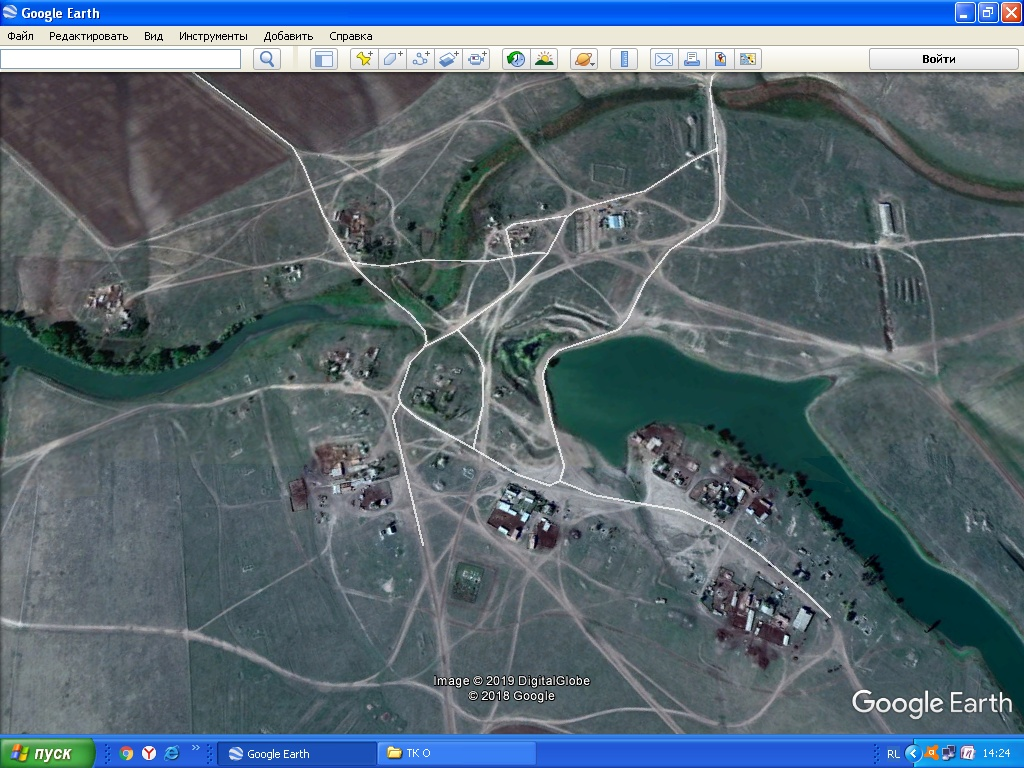 Google Earth
Файл Редактировать Вид Инструменты Добавить Справка
Войти
Image © 2019 DigitalGlobe
© 2018 Google
Google Earth
пуск
Google Earth
ТК О
RL
14:24